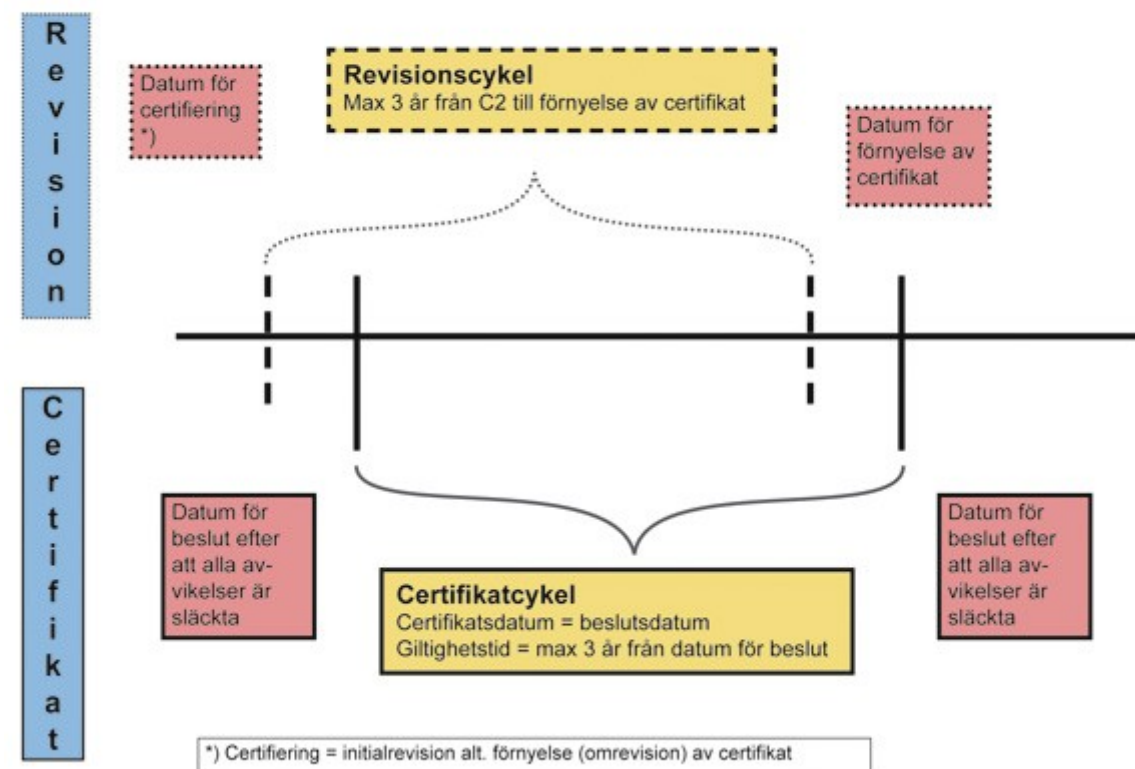 Revision
Datum för
certifiering
*)
Revisionscykel
Max 3 år från C2 till förnyelse av certifikat
Datum för
förnyelse av
certifikat
Certifikat
Datum för
beslut efter
att alla av-
vikelser är
släckta
Certifikatcykel
Certifikatsdatum = beslutsdatum
Giltighetstid = max 3 år från datum för beslut
Datum för
beslut efter
att alla av-
vikelser är
släckta
*) Certifiering = initialrevision alt. förnyelse (omrevision) av certifikat